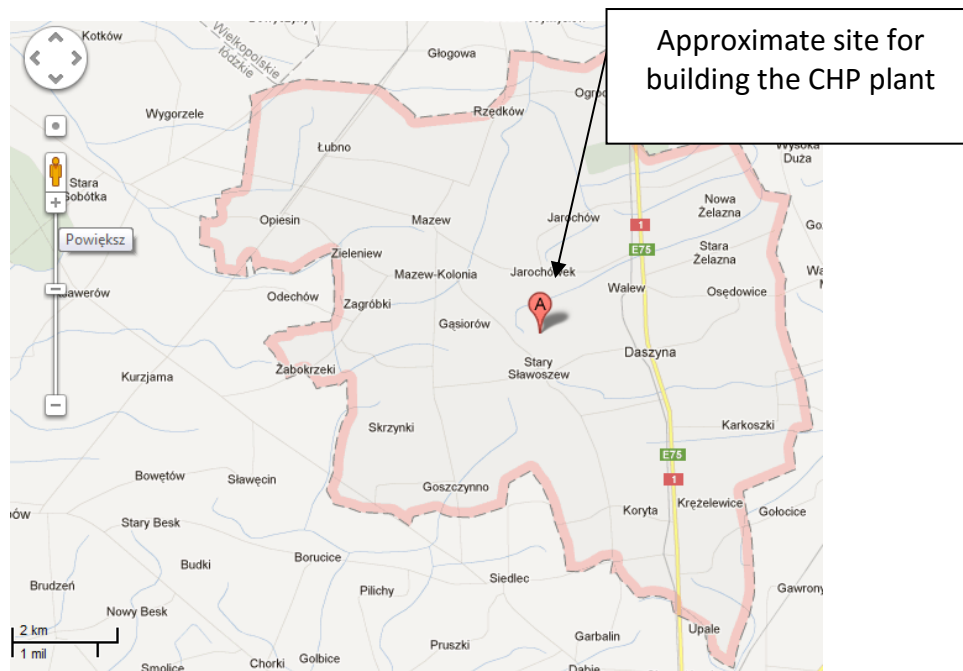 Approximate site for
building the CHP plant
Kotków
Wielkopolskie
łódzkie
Głogowa
Wygorzele
Rzędków
Łubno
Stara
Sobótka
Wysoka
Duża
Nowa
Żelazna
Opiesin
Mazew
Jarochów
1
Powiększ
Zieleniew
E75
Stara
Żelazna
Mazew-Kolonia
Jarochówek
Walew
Osędowice
Odechów
Zagróbki
A
Gąsiorów
Daszyna
Stary
Sławoszew
Żabokrzeki
Kurzjama
Skrzynki
Karkoszki
E75
Bowętów
Sławęcin
Goszczynno
1
Krężelewice
Koryta
Gołocice
Stary Besk
Borucice
Budki
Siedlec
Brudzeń
Pilichy
Gawrony
Nowy Besk
2 km
Upale
1 mil
Pruszki
Garbalin
Smolice
Chorki
Golbice